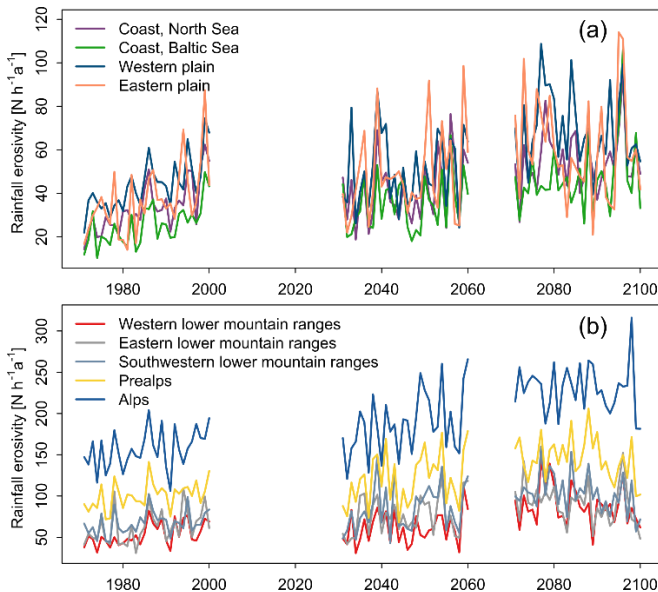 (a)
Coast, North Sea
Coast, Baltic Sea
Western plain
Eastern plain
Rainfall erosivity [N h⁻¹a⁻¹]
120
100
80
60
40
20
1980 2000 2020 2040 2060 2080 2100
(b)
Western lower mountain ranges
Eastern lower mountain ranges
Southwestern lower mountain ranges
Prealps
Alps
Rainfall erosivity [N h⁻¹a⁻¹]
300
250
200
150
100
50
1980 2000 2020 2040 2060 2080 2100